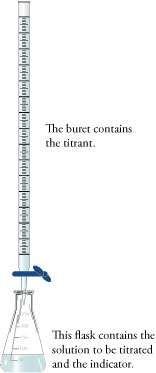 The buret contains
the titrant.
This flask contains the
solution to be titrated
and the indicator.